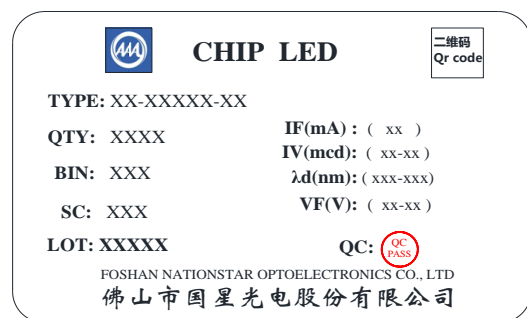 CHIP LED
二维码
Qr code
TYPE: XX-XXXXX-XX
QTY: XXXX
BIN: XXX
SC: XXX
LOT: XXXXX
IF(mA) : ( xx )
IV(mcd): ( xx-xx )
λd(nm): ( xxx-xxx)
VF(V): ( xx-xx )
QC:
QC
PASS
FOSHAN NATIONSTAR OPTOELECTRONICS CO., LTD
佛山市国星光电股份有限公司